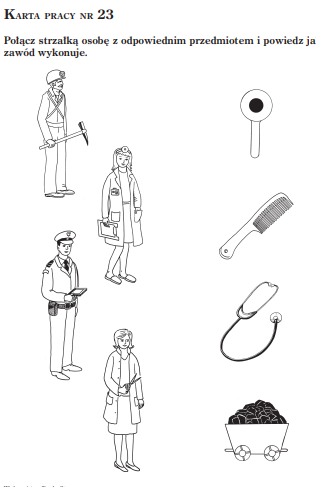 Karta pracy nr 23
Połącz strzałką osobę z odpowiednim przedmiotem i powiedz ja
zawód wykonuje.